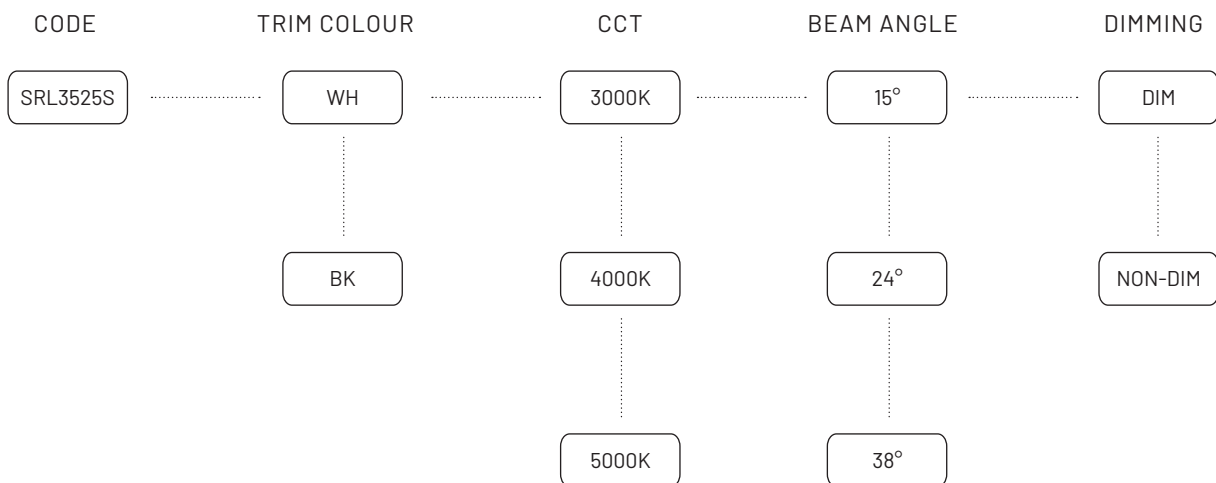 CODE TRIM COLOUR CCT BEAM ANGLE DIMMING
SRL3525S WH 3000K 15° DIM
BK 4000K 24° NON-DIM
5000K 38°